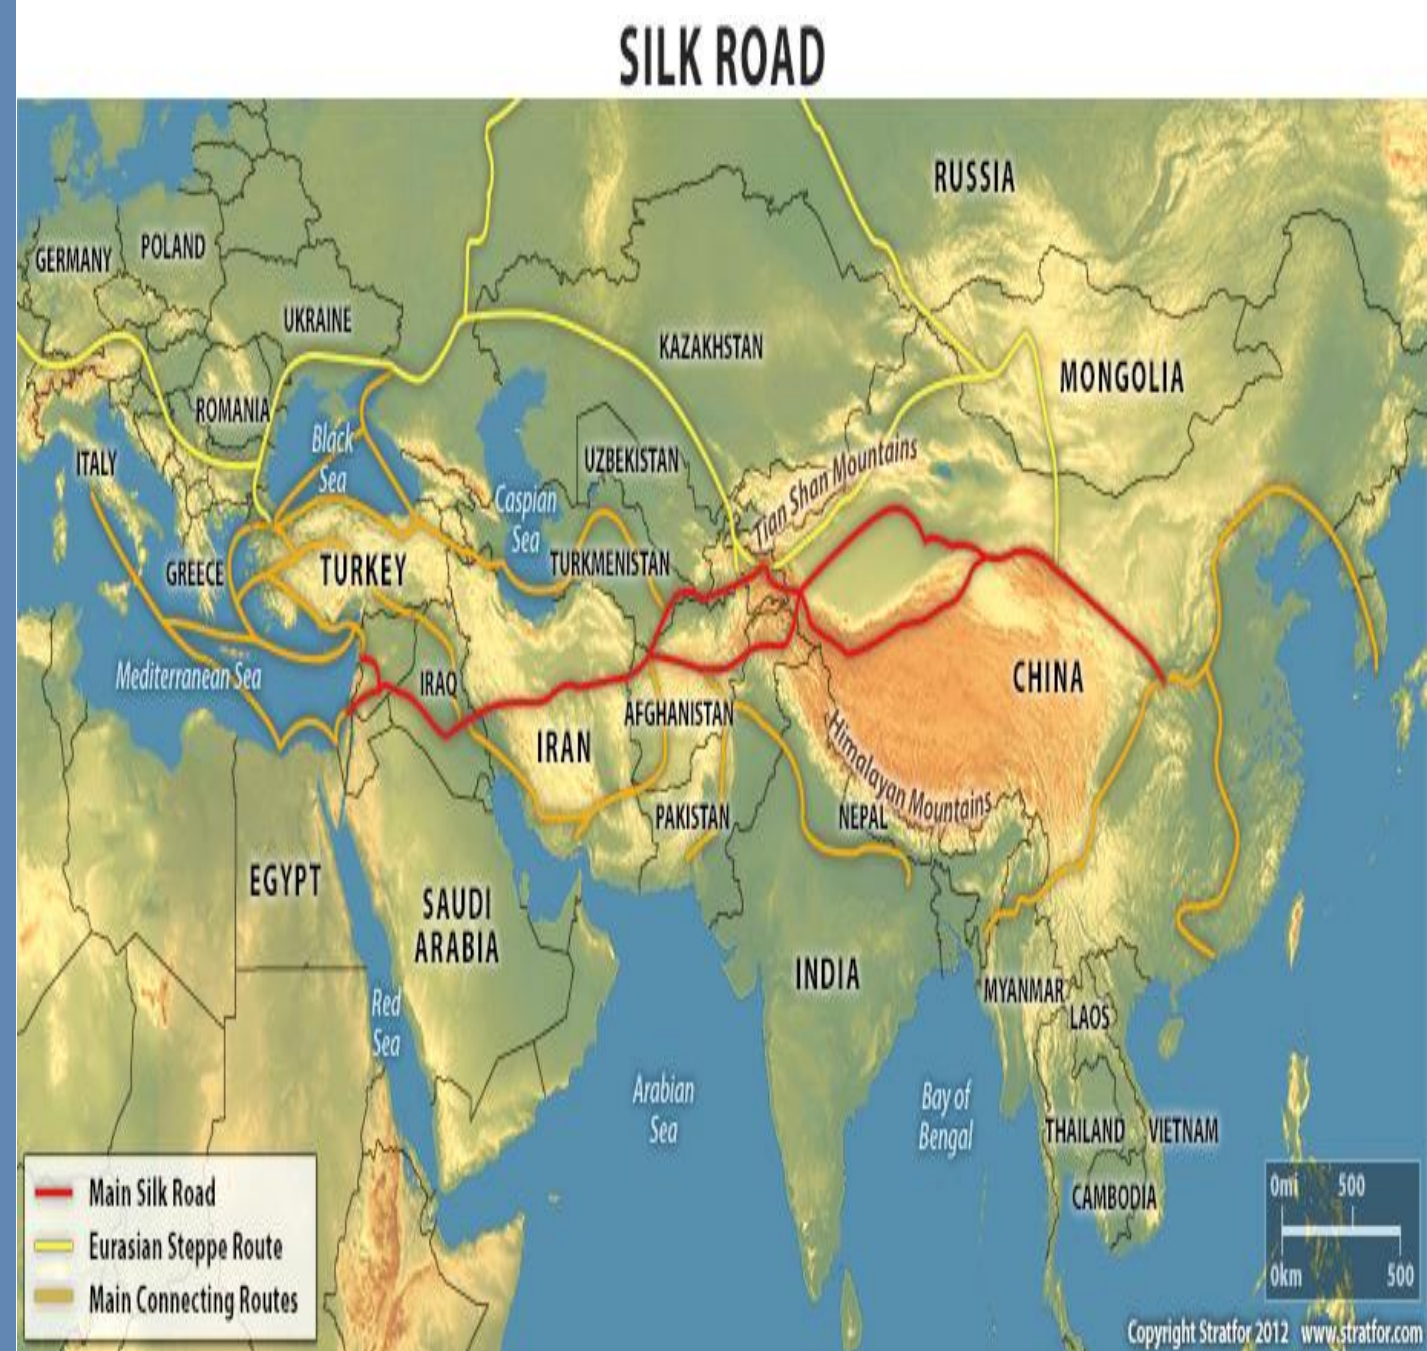 SILK ROAD
RUSSIA
GERMANY
POLAND
UKRAINE
KAZAKHSTAN
MONGOLIA
ROMANIA
Black
Sea
ITALY
UZBEKISTAN
Tian Shan Mountains
Caspian
Sea
GREECE
TURKEY
TURKMENISTAN
Mediterranean Sea
IRAQ
CHINA
AFGHANISTAN
IRAN
Himalayan Mountains
PAKISTAN
NEPAL
EGYPT
SAUDI
ARABIA
INDIA
MYANMAR
LAOS
Red
Sea
Arabian
Sea
Bay of
Bengal
THAILAND
VIETNAM
CAMBODIA
Main Silk Road
Eurasian Steppe Route
Main Connecting Routes
0mi 500
0km 500
Copyright Stratfor 2012 www.stratfor.com